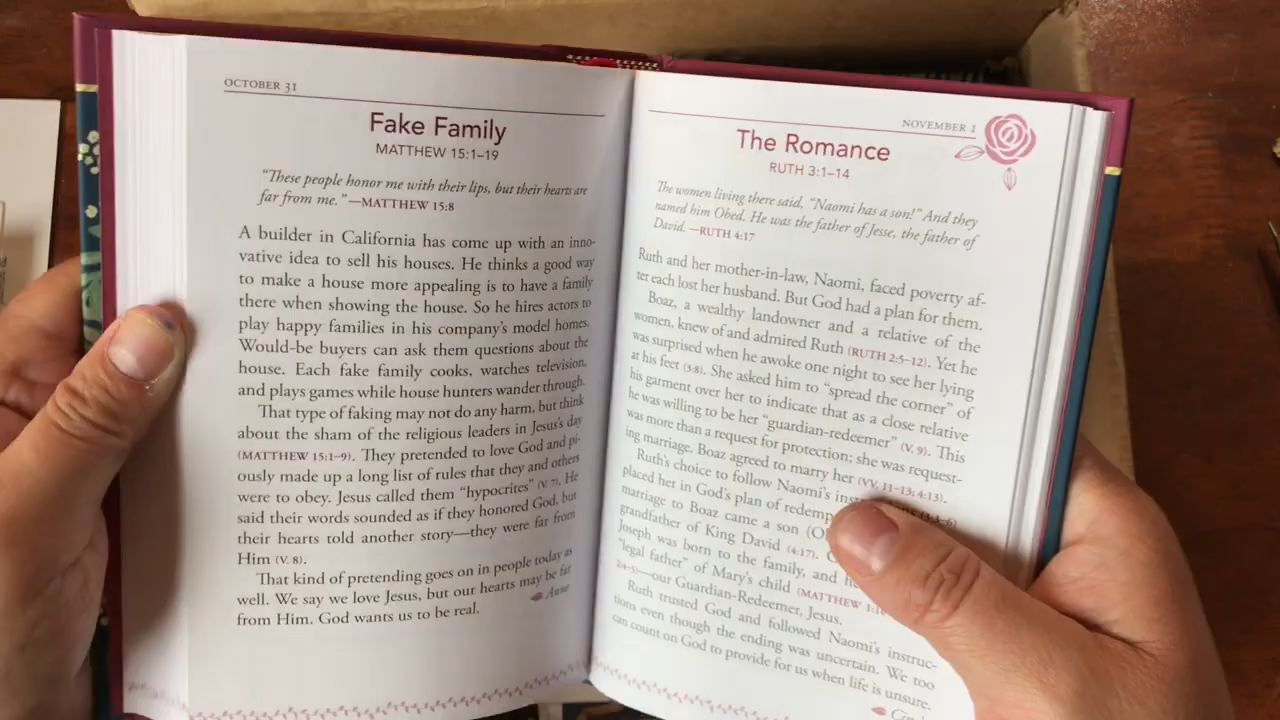 OCTOBER 31
Fake Family
MATTHEW 15:1–19
“These people honor me with their lips, but their hearts are
far from me.” —MATTHEW 15:8
A builder in California has come up with an inno-
vative idea to sell his houses. He thinks a good way
to make a house more appealing is to have a family
there when showing the house. So he hires actors to
play happy families in his company’s model homes.
Would-be buyers can ask them questions about the
house. Each fake family cooks, watches television,
and plays games while house hunters wander through.
That type of faking may not do any harm, but think
about the sham of the religious leaders in Jesus’s day
(MATTHEW 15:1–9). They pretended to love God and pi-
ously made up a long list of rules that they and others
were to obey. Jesus called them “hypocrites” (V. 7). He
said their words sounded as if they honored God, but
their hearts told another story—they were far from
Him (V. 8).
That kind of pretending goes on in people today as
well. We say we love Jesus, but our hearts may be far
from Him. God wants us to be real.
Anne
NOVEMBER 1
The Romance
RUTH 3:1–14
The women living there said, “Naomi has a son!” And they
named him Obed. He was the father of Jesse, the father of
David. —RUTH 4:17
Ruth and her mother-in-law, Naomi, faced poverty af-
ter each lost her husband. But God had a plan for them.
Boaz, a wealthy landowner and a relative of the
women, knew of and admired Ruth (RUTH 2:5–12). Yet he
was surprised when he awoke one night to see her lying
at his feet (3:8). She asked him to “spread the corner” of
his garment over her to indicate that as a close relative
he was willing to be her “guardian-redeemer” (V. 9). This
was more than a request for protection; she was request-
ing marriage. Boaz agreed to marry her (VV. 11–13; 4:13).
Ruth’s choice to follow Naomi’s (3:3–6)
placed her in God’s plan of
marriage to Boaz came a son
grandfather of King David (4:17).
Joseph was born to the family, and
“legal father” of Mary’s child (MATTHEW
24–5)—our Guardian-Redeemer, Jesus.
Ruth trusted God and followed Naomi’s instruc-
tions even though the ending was uncertain. We too
can count on God to provide for us when life is unsure.